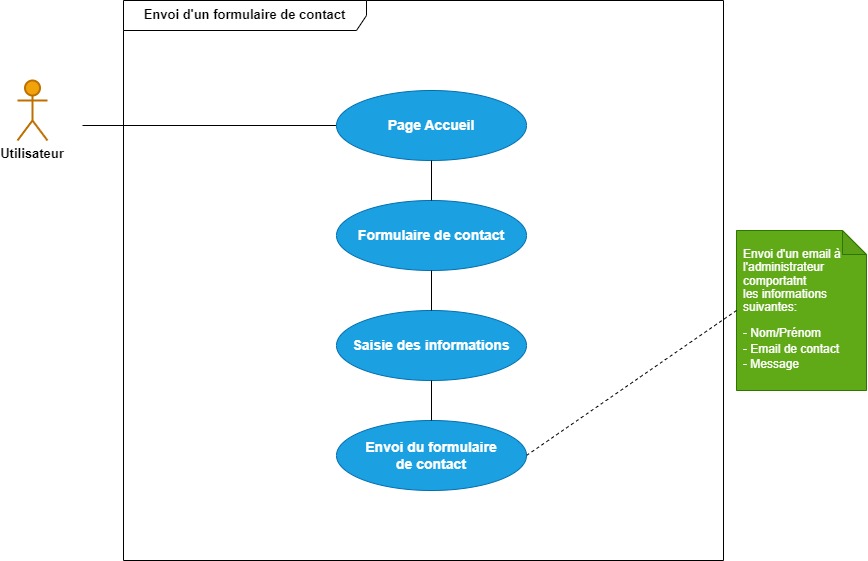 Envoi d'un formulaire de contact
Utilisateur
Page Accueil
Formulaire de contact
Saisie des informations
Envoi du formulaire
de contact
Envoi d'un email à
l'administrateur
comportatnt
les informations
suivantes:
- Nom/Prénom
- Email de contact
- Message